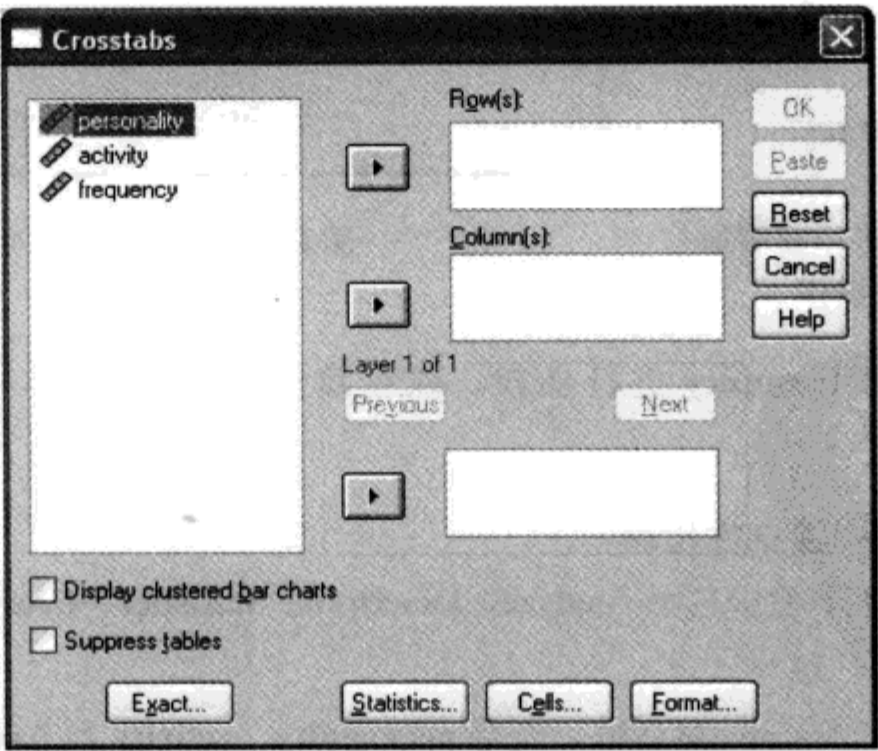 Crosstabs
personality
activity
frequency
Row(s):
Column(s):
Layer 1 of 1
Previous
Next
OK
Paste
Reset
Cancel
Help
Display clustered bar charts
Suppress tables
Exact...
Statistics...
Cells...
Format...